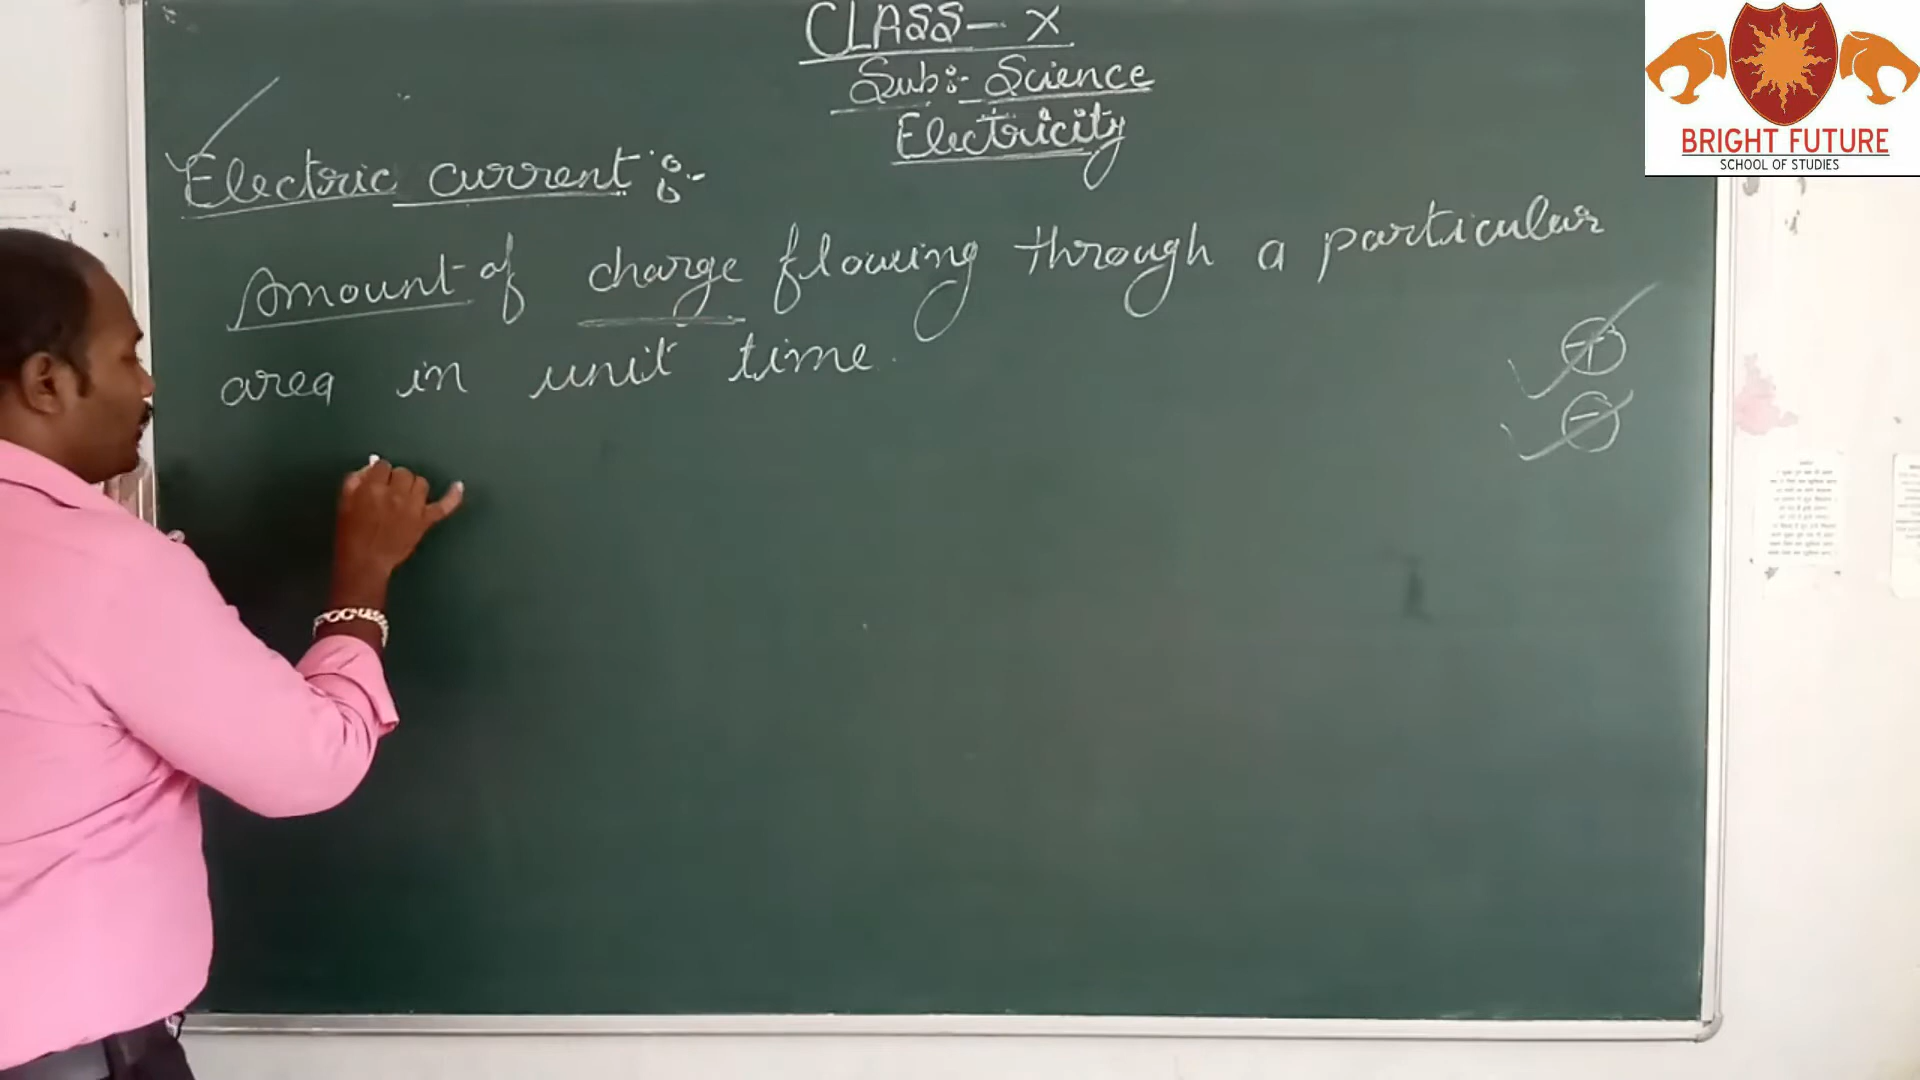 CLASS - X
Sub:- Science
Electricity
BRIGHT FUTURE
SCHOOL OF STUDIES
Electric current :-
Amount of charge flowing through a particular
area in unit time.
+
-